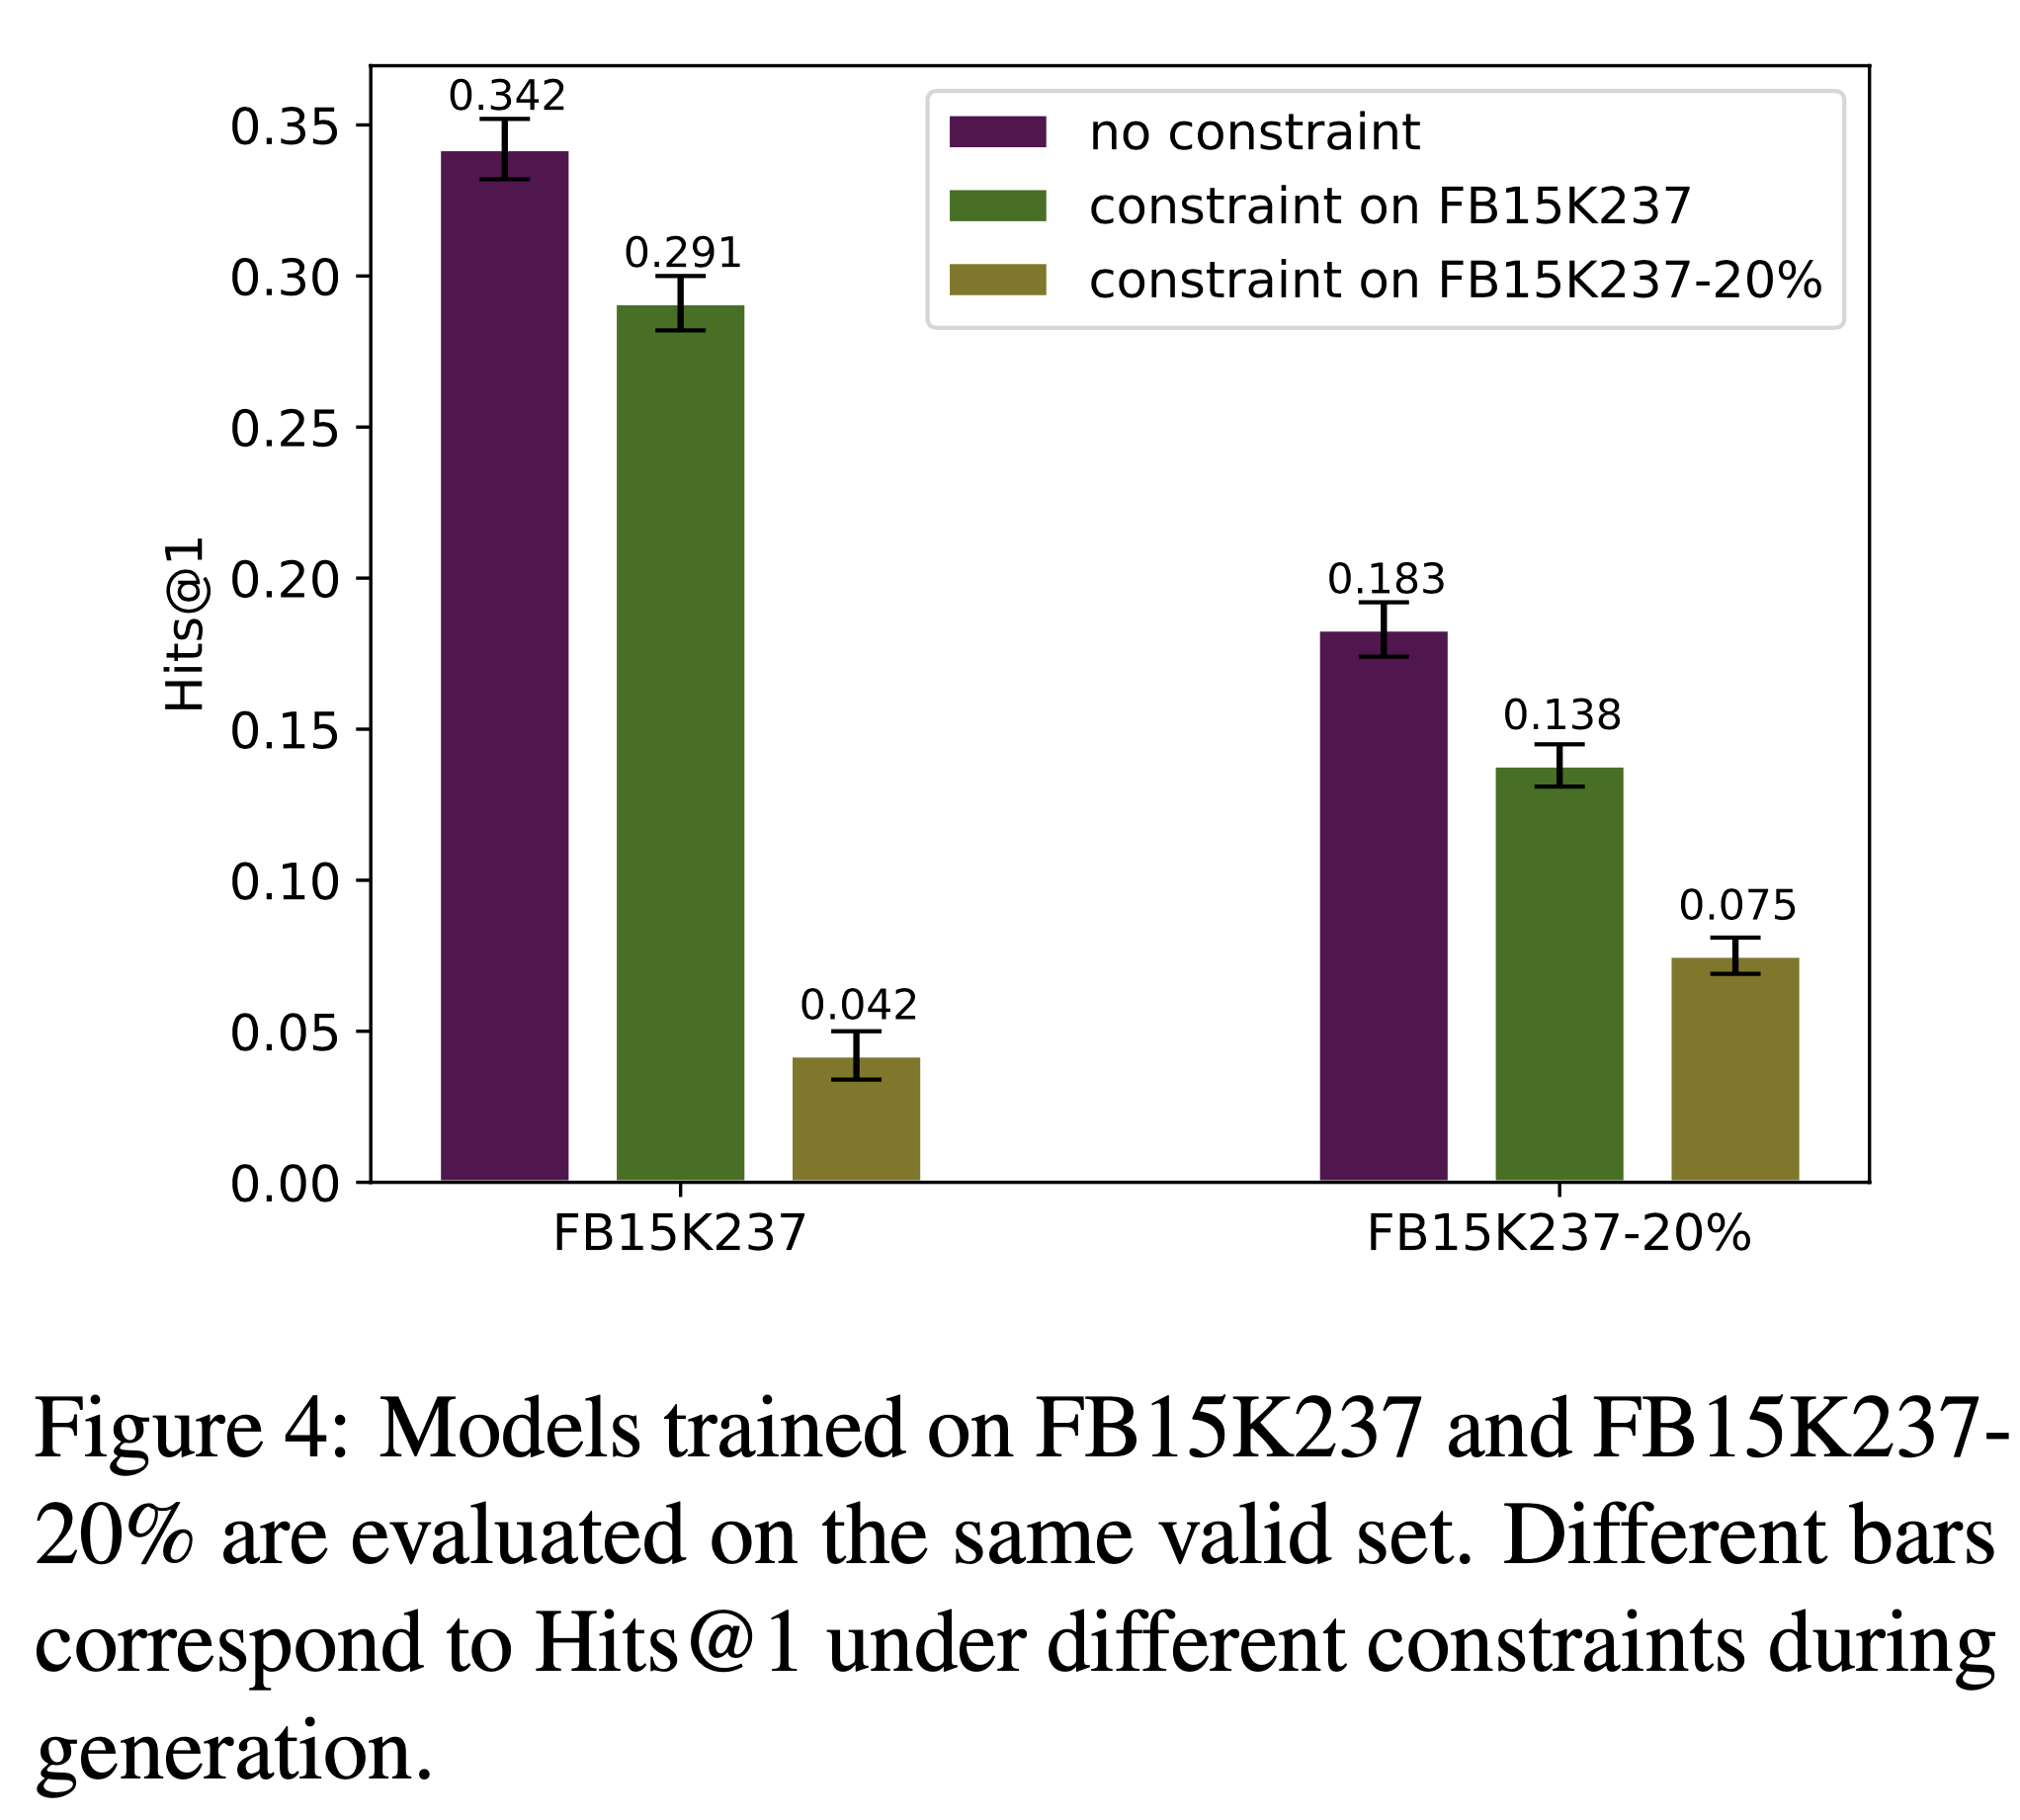 0.342
0.291
0.042
0.183
0.138
0.075
no constraint
constraint on FB15K237
constraint on FB15K237-20%
0.35
0.30
0.25
0.20
0.15
0.10
0.05
0.00
Hits@1
FB15K237
FB15K237-20%
Figure 4: Models trained on FB15K237 and FB15K237-
20% are evaluated on the same valid set. Different bars
correspond to Hits@1 under different constraints during
generation.